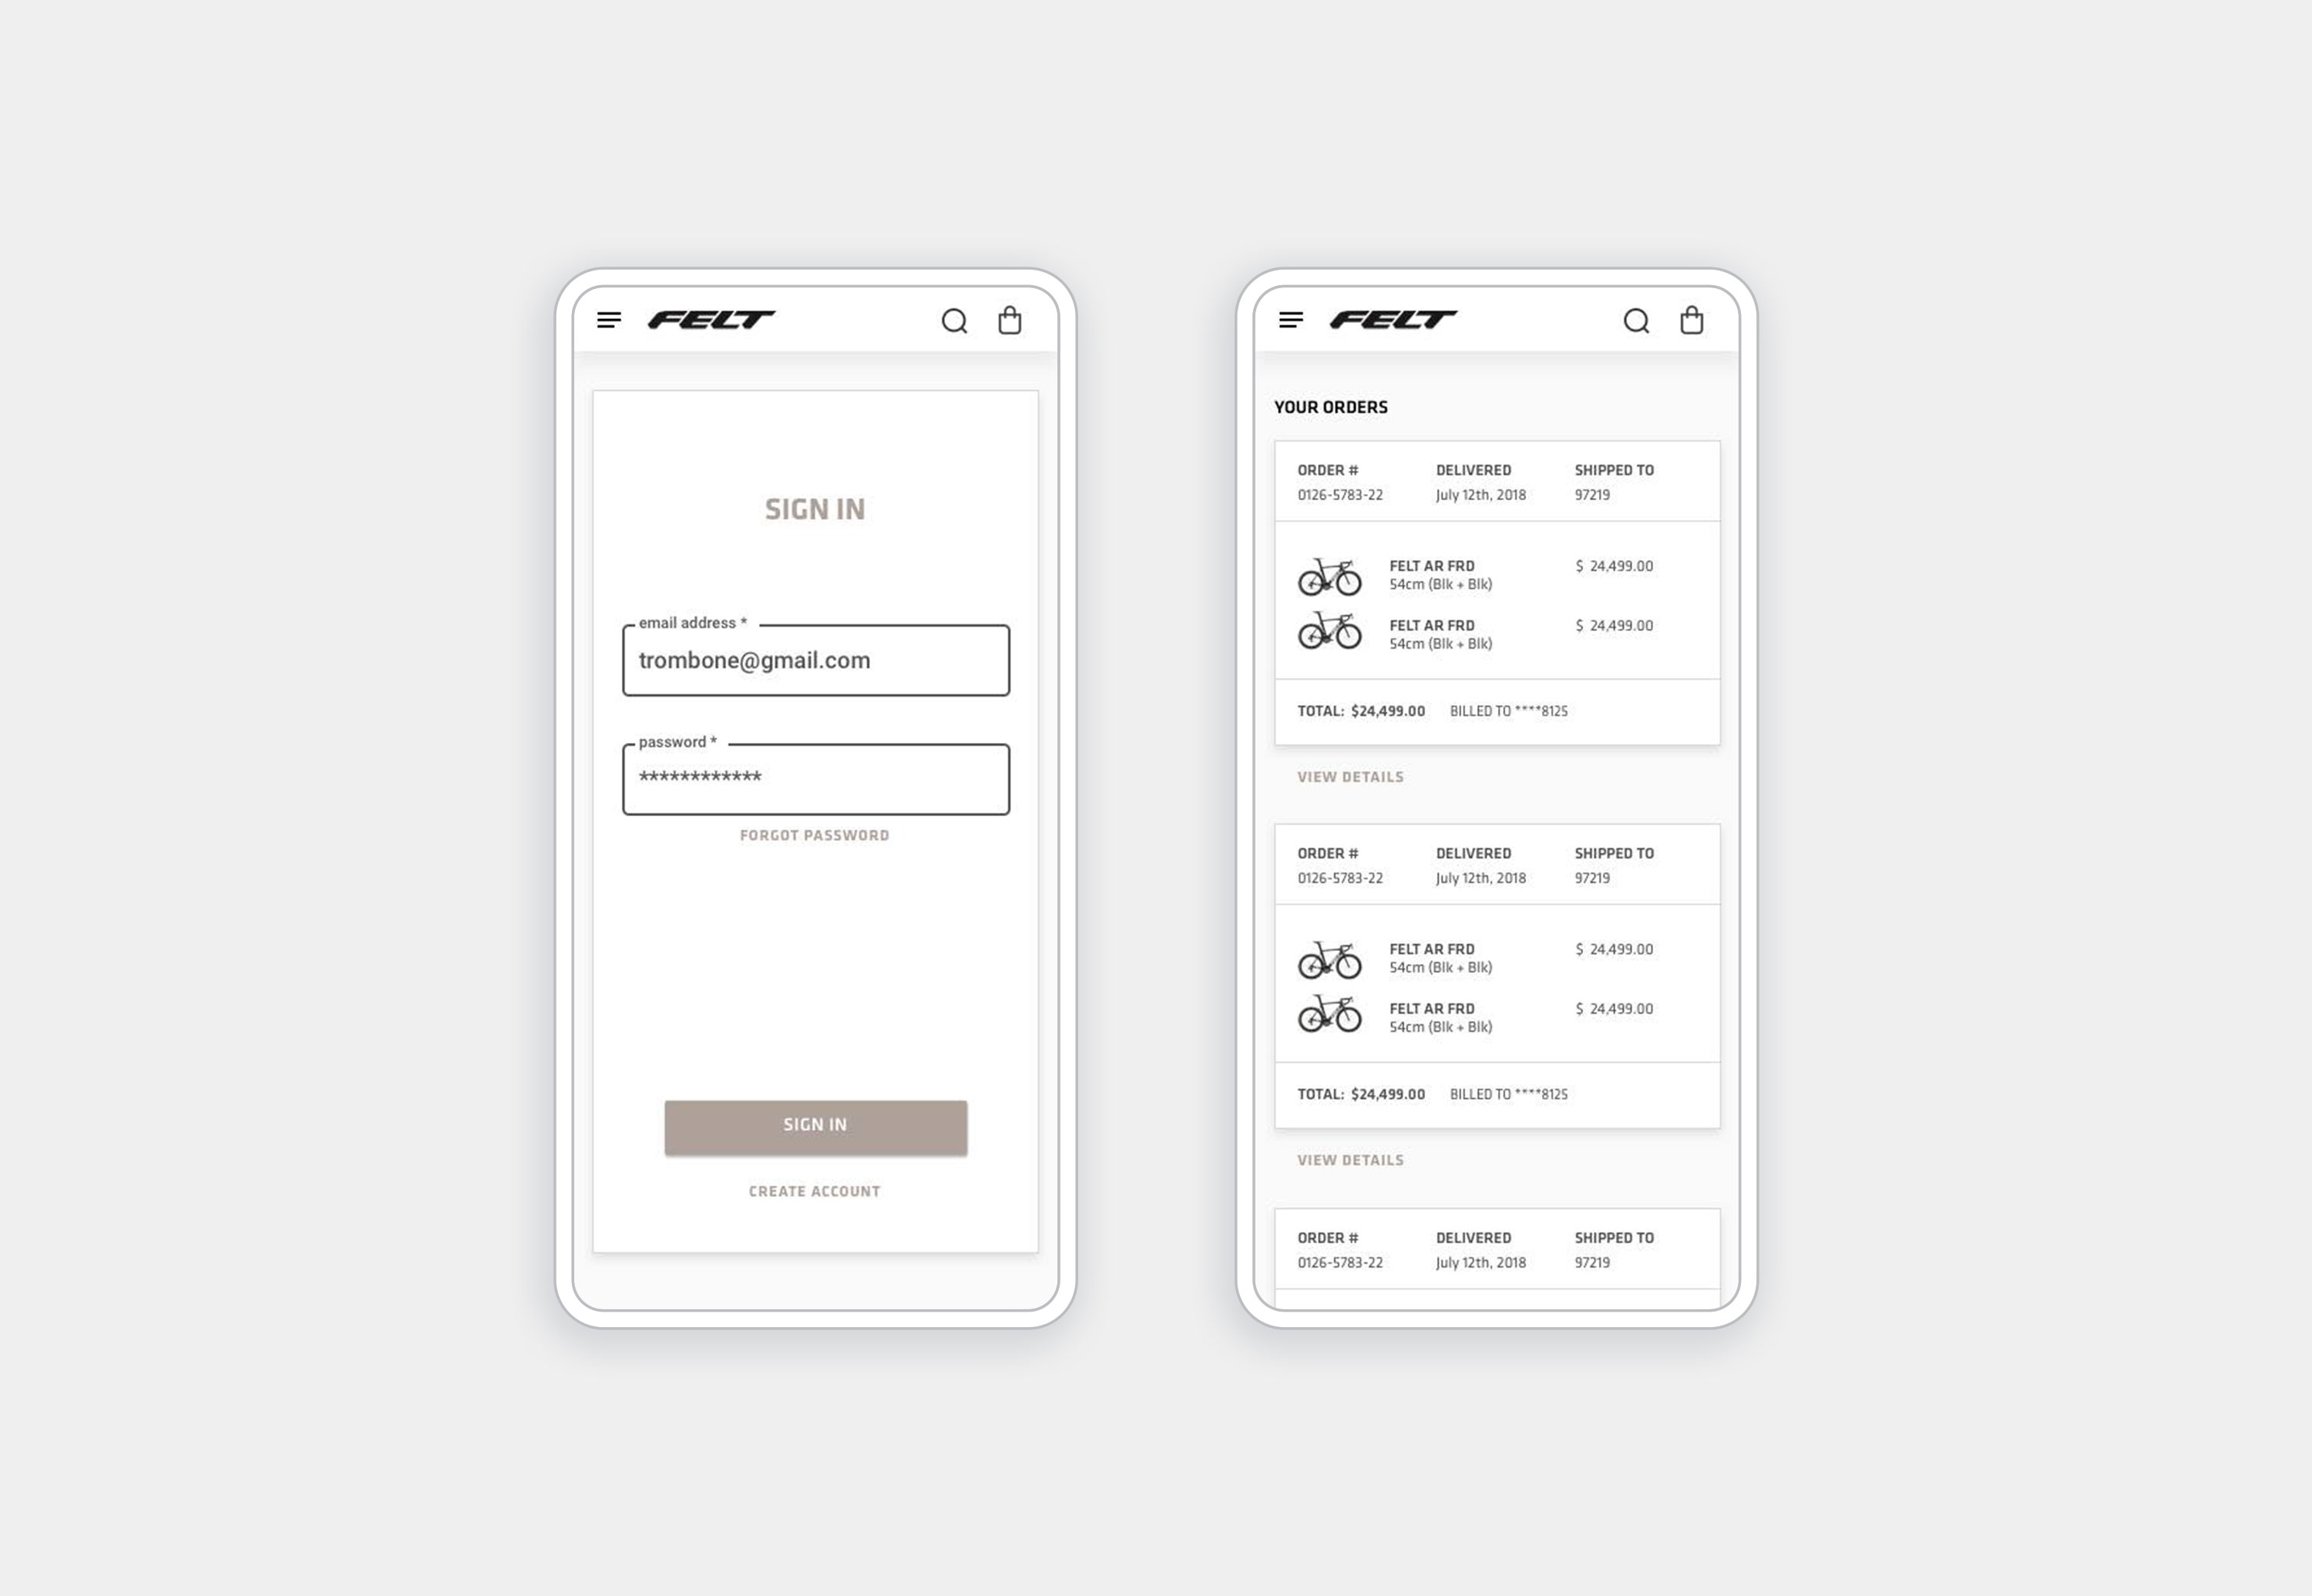 FELT
SIGN IN
email address *
trombone@gmail.com
password *
************
FORGOT PASSWORD
SIGN IN
CREATE ACCOUNT
FELT
YOUR ORDERS
ORDER # DELIVERED SHIPPED TO
0126-5783-22 July 12th, 2018 97219
FELT AR FRD $ 24,499.00
54cm (Blk + Blk)
FELT AR FRD $ 24,499.00
54cm (Blk + Blk)
TOTAL: $24,499.00 BILLED TO ****8125
VIEW DETAILS
ORDER # DELIVERED SHIPPED TO
0126-5783-22 July 12th, 2018 97219
FELT AR FRD $ 24,499.00
54cm (Blk + Blk)
FELT AR FRD $ 24,499.00
54cm (Blk + Blk)
TOTAL: $24,499.00 BILLED TO ****8125
VIEW DETAILS
ORDER # DELIVERED SHIPPED TO
0126-5783-22 July 12th, 2018 97219